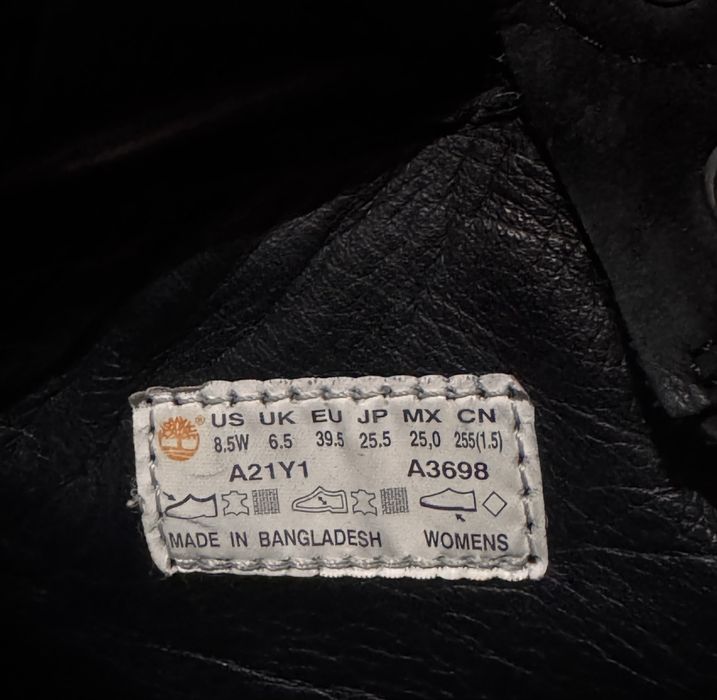 ® US UK EU JP MX CN
8.5W 6.5 39.5 25.5 25,0 255(1.5)
A21Y1 A3698
MADE IN BANGLADESH WOMENS